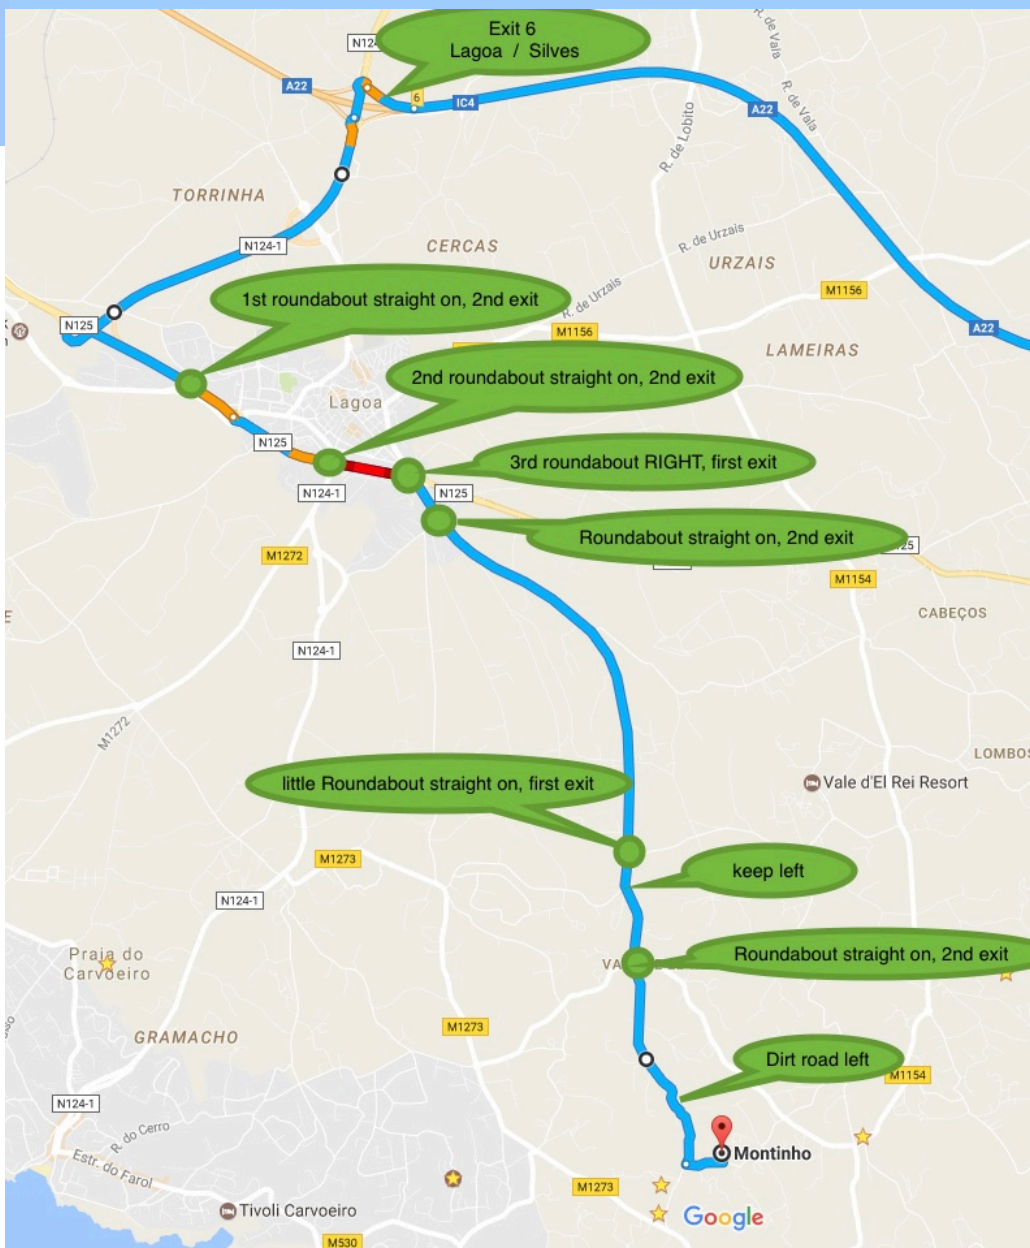 Exit 6
Lagoa / Silves
A22
6
IC4
A22
R. de Vala
R. de Vala
R. de Lobito
TORRINHA
N124-1
CERCAS
R. de Urzais
URZAIS
M1156
1st roundabout straight on, 2nd exit
R. de Urzais
N125
M1156
A22
LAMEIRAS
2nd roundabout straight on, 2nd exit
Lagoa
N125
3rd roundabout RIGHT, first exit
N124-1
N125
Roundabout straight on, 2nd exit
M1272
M1154
CABEÇOS
N124-1
M1272
LOMBOS
little Roundabout straight on, first exit
Vale d'El Rei Resort
M1273
keep left
N124-1
Praia do
Carvoeiro
Roundabout straight on, 2nd exit
GRAMACHO
M1273
Dirt road left
M1154
N124-1
R. do Cerro
Estr. do Farol
Montinho
M1273
Tivoli Carvoeiro
Google
M530